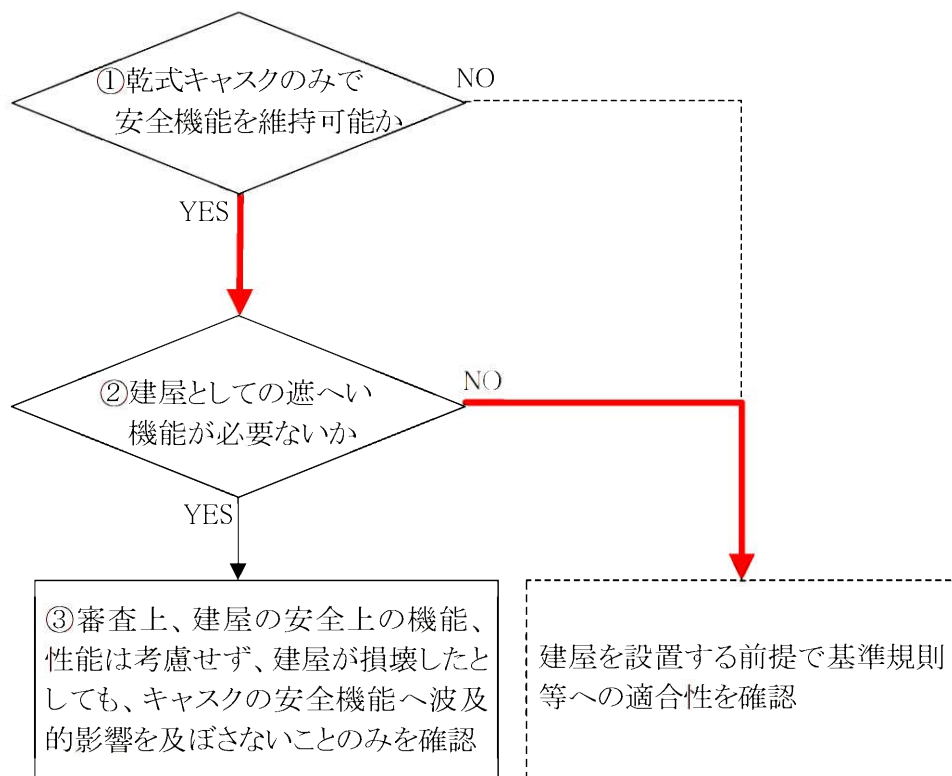 ①乾式キャスクのみで
安全機能を維持可能か
NO
YES
②建屋としての遮へい
機能が必要ないか
NO
YES
③審査上、建屋の安全上の機能、
性能は考慮せず、建屋が損壊したと
しても、キャスクの安全機能へ波及
的影響を及ぼさないことのみを確認
建屋を設置する前提で基準規則
等への適合性を確認